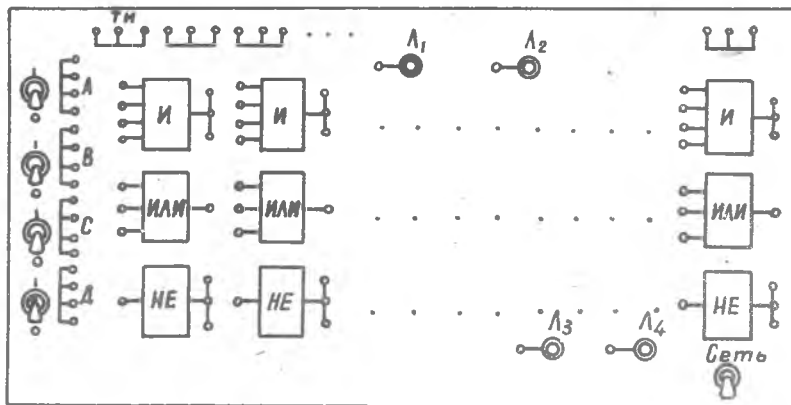 ТИ
Л₁ Л₂
А
И И И
В
ИЛИ ИЛИ ИЛИ
С
Д
НЕ НЕ НЕ
Л₃ Л₄
Сеть